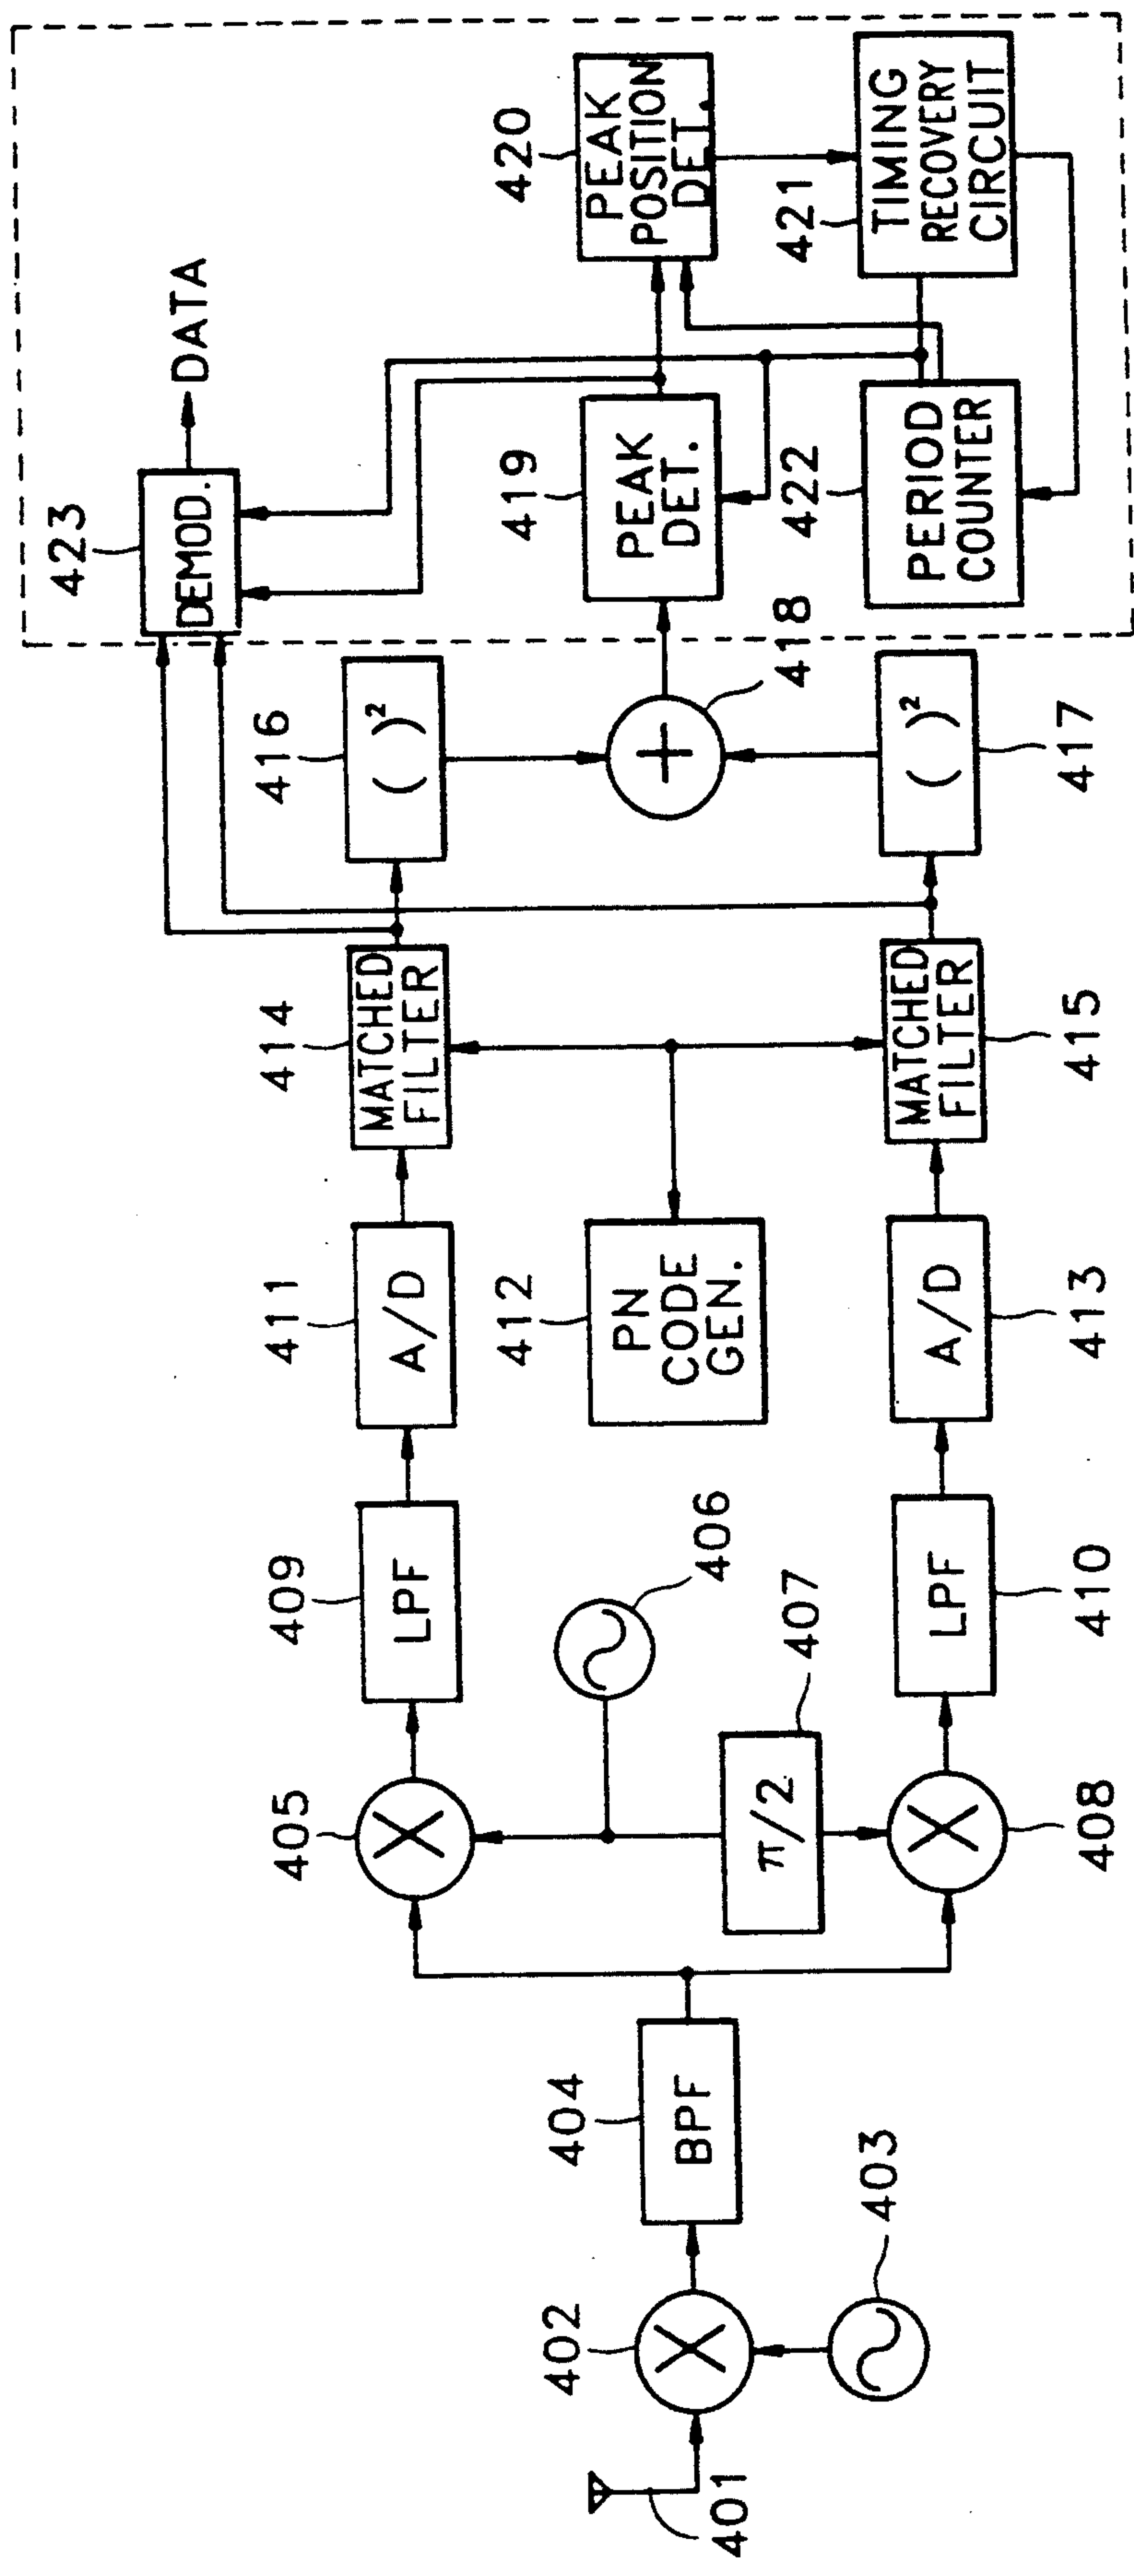 401
402
403
404
BPF
405
406
407
π/2
408
409
LPF
410
LPF
411
A/D
412
PN
CODE
GEN.
413
A/D
414
MATCHED
FILTER
415
MATCHED
FILTER
416
( )²
417
( )²
418
419
PEAK
DET.
420
PEAK
POSITION
DET.
421
TIMING
RECOVERY
CIRCUIT
422
PERIOD
COUNTER
423
DEMOD.
DATA